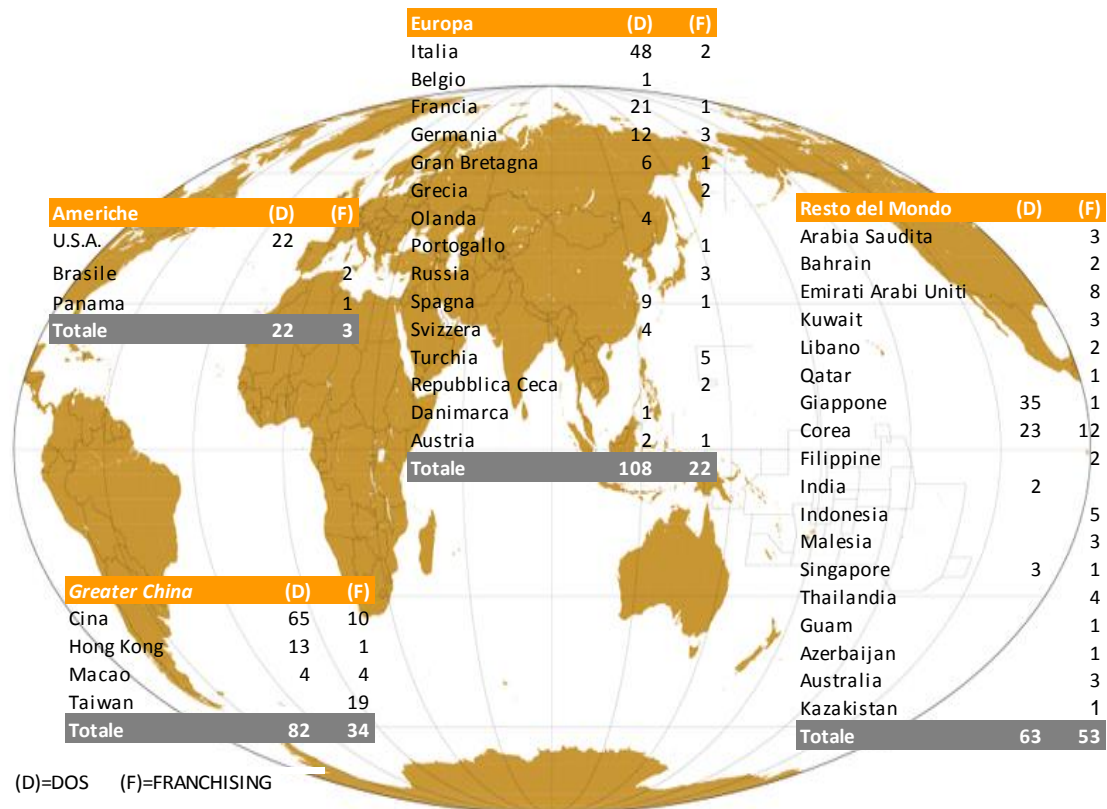 Europa (D) (F)
Italia 48 2
Belgio 1
Francia 21 1
Germania 12 3
Gran Bretagna 6 1
Grecia 2
Olanda 4
Portogallo 1
Russia 3
Spagna 9 1
Svizzera 4
Turchia 5
Repubblica Ceca 2
Danimarca 1
Austria 2 1
Totale 108 22
Americhe (D) (F)
U.S.A. 22
Brasile 2
Panama 1
Totale 22 3
Resto del Mondo (D) (F)
Arabia Saudita 3
Bahrain 2
Emirati Arabi Uniti 8
Kuwait 3
Libano 2
Qatar 1
Giappone 35 1
Corea 23 12
Filippine 2
India 2
Indonesia 5
Malesia 3
Singapore 3 1
Thailandia 4
Guam 1
Azerbaijan 1
Australia 3
Kazakistan 1
Totale 63 53
Greater China (D) (F)
Cina 65 10
Hong Kong 13 1
Macao 4 4
Taiwan 19
Totale 82 34
(D)=DOS (F)=FRANCHISING